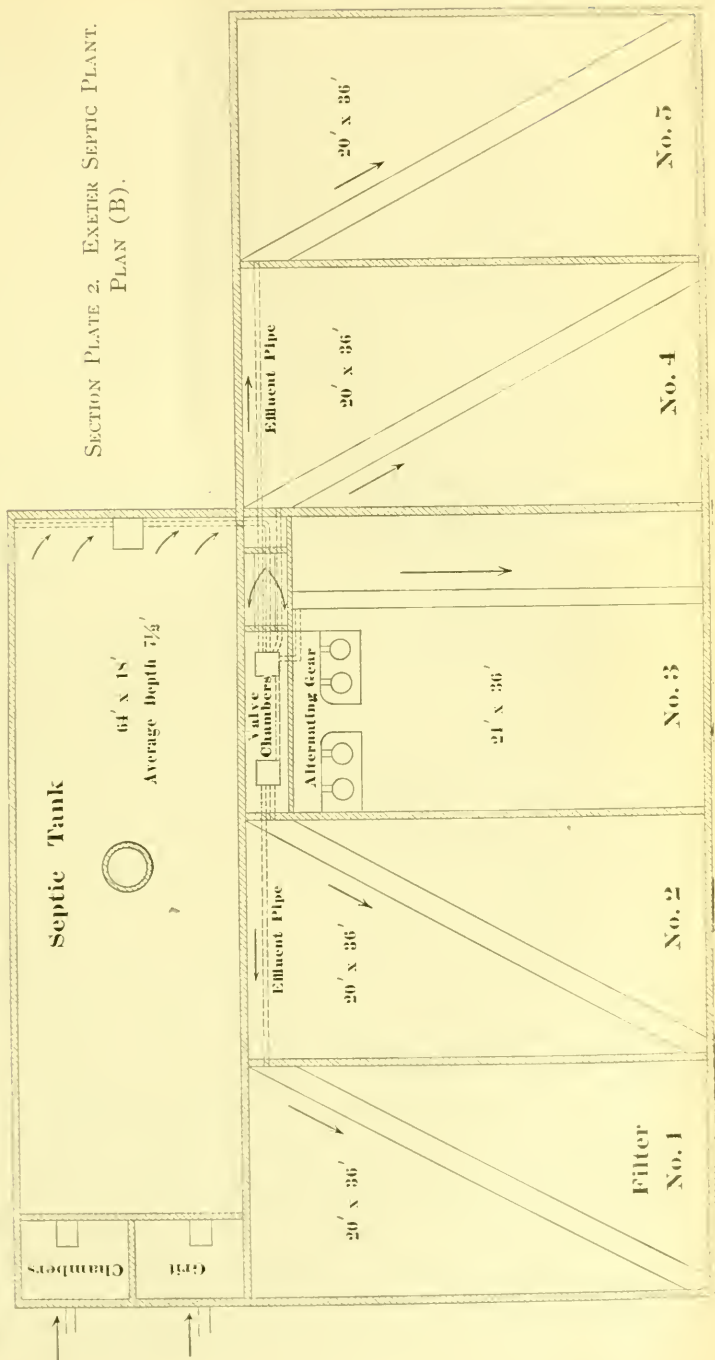 SECTION PLATE 2. EXETER SEPTIC PLANT.
PLAN (B).
Grit
Chambers
Septic Tank
64' x 18'
Average Depth 7½'
Valve
Chambers
Alternating Gear
Effluent Pipe
Effluent Pipe
20' x 36'
Filter
No. 1
20' x 36'
No. 2
21' x 36'
No. 3
20' x 36'
No. 4
20' x 36'
No. 5